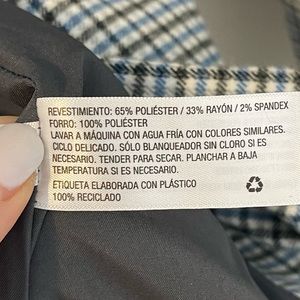 REVESTIMIENTO: 65% POLIÉSTER / 33% RAYÓN / 2% SPANDEX
FORRO: 100% POLIÉSTER
LAVAR A MÁQUINA CON AGUA FRÍA CON COLORES SIMILARES.
CICLO DELICADO. SÓLO BLANQUEADOR SIN CLORO SI ES
NECESARIO. TENDER PARA SECAR. PLANCHAR A BAJA
TEMPERATURA SI ES NECESARIO.
ETIQUETA ELABORADA CON PLÁSTICO
100% RECICLADO